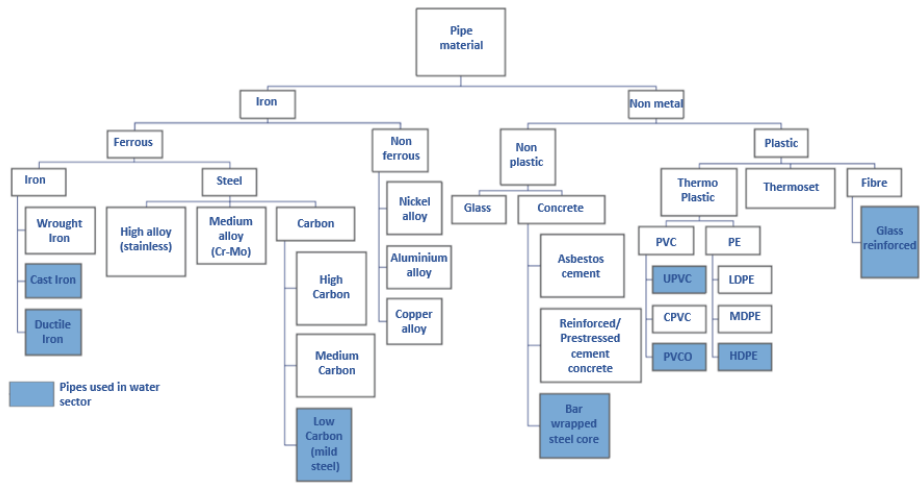 Pipe
material
Iron
Non metal
Ferrous
Non
ferrous
Non
plastic
Plastic
Iron
Steel
Glass
Concrete
Thermo
Plastic
Thermoset
Fibre
Wrought
Iron
Cast Iron
Ductile
Iron
High alloy
(stainless)
Medium
alloy
(Cr-Mo)
Carbon
High
Carbon
Medium
Carbon
Low
Carbon
(mild
steel)
Nickel
alloy
Aluminium
alloy
Copper
alloy
Asbestos
cement
Reinforced/
Prestressed
cement
concrete
Bar
wrapped
steel core
PVC
UPVC
CPVC
PVCO
PE
LDPE
MDPE
HDPE
Glass
reinforced
Pipes used in water
sector